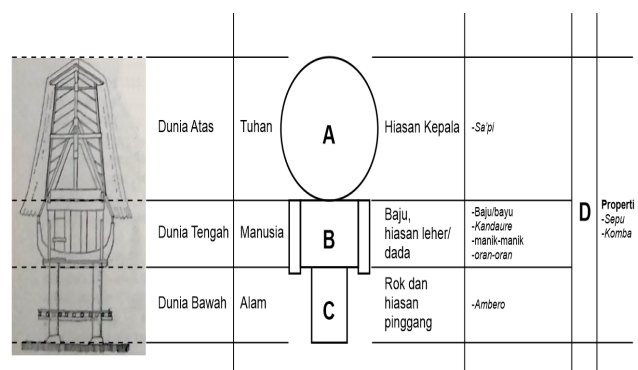 Dunia Atas
Tuhan
A
Hiasan Kepala
-Sa'pi
Dunia Tengah
Manusia
B
Baju,
hiasan leher/
dada
-Baju/bayu
-Kandaure
-manik-manik
-oran-oran
Dunia Bawah
Alam
C
Rok dan
hiasan
pinggang
-Ambero
D
Properti
-Sepu
-Komba